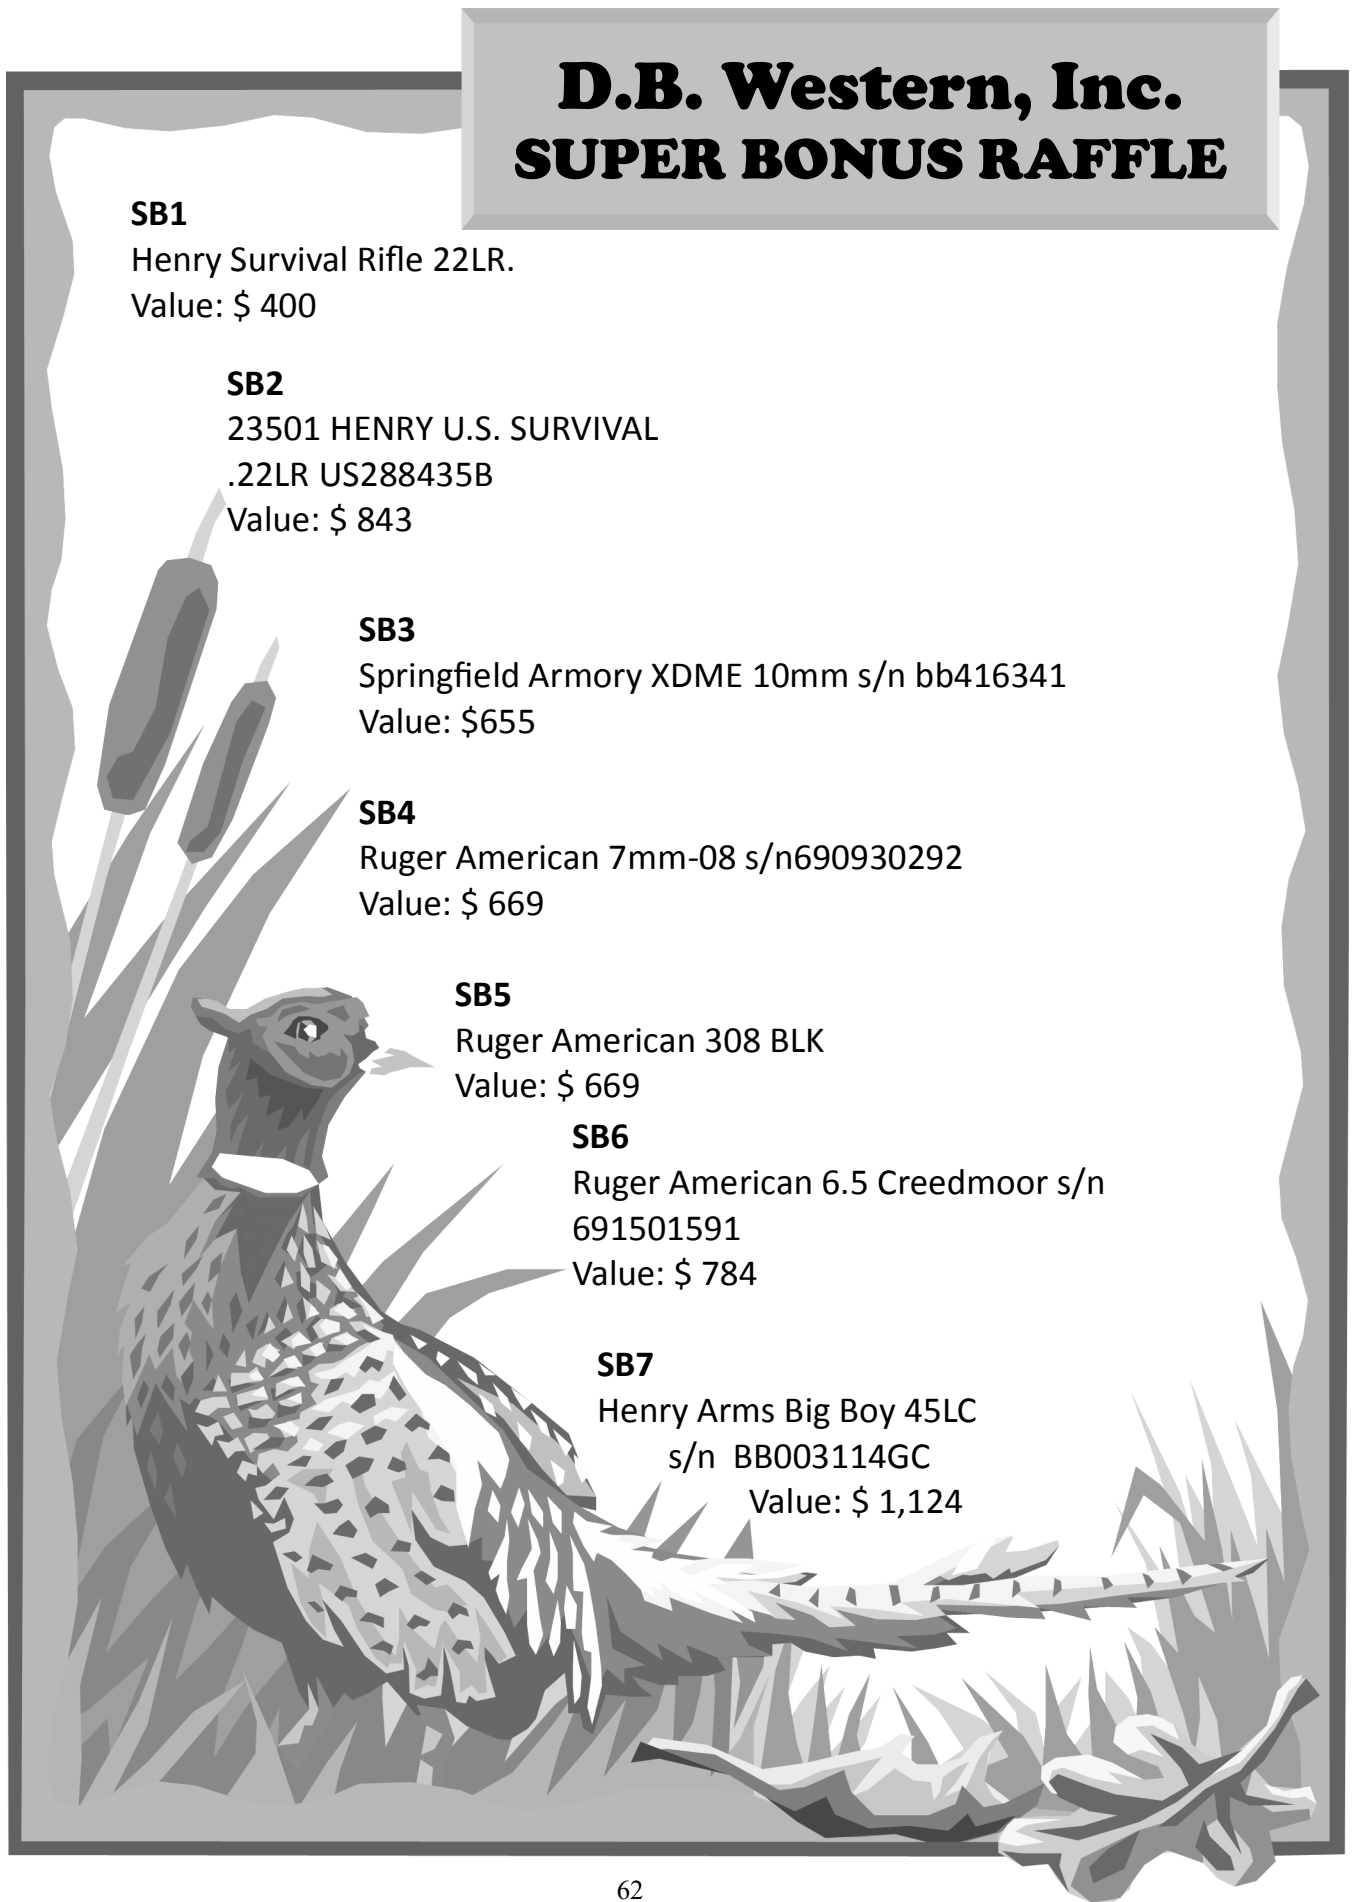 D.B. Western, Inc.
SUPER BONUS RAFFLE
SB1
Henry Survival Rifle 22LR.
Value: $ 400
SB2
23501 HENRY U.S. SURVIVAL
.22LR US288435B
Value: $ 843
SB3
Springfield Armory XDME 10mm s/n bb416341
Value: $655
SB4
Ruger American 7mm-08 s/n690930292
Value: $ 669
SB5
Ruger American 308 BLK
Value: $ 669
SB6
Ruger American 6.5 Creedmoor s/n
691501591
Value: $ 784
SB7
Henry Arms Big Boy 45LC
s/n  BB003114GC
Value: $ 1,124
62